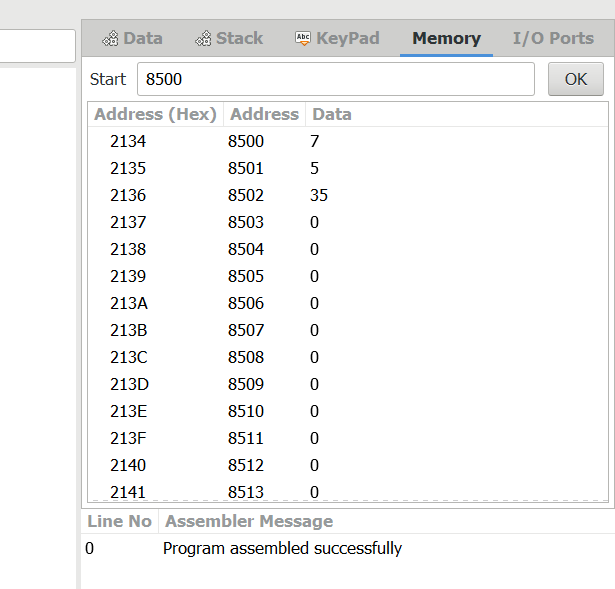 Data Stack Abc KeyPad Memory I/O Ports
Start 8500 OK
Address (Hex) Address Data
2134 8500 7
2135 8501 5
2136 8502 35
2137 8503 0
2138 8504 0
2139 8505 0
213A 8506 0
213B 8507 0
213C 8508 0
213D 8509 0
213E 8510 0
213F 8511 0
2140 8512 0
2141 8513 0
Line No Assembler Message
0 Program assembled successfully